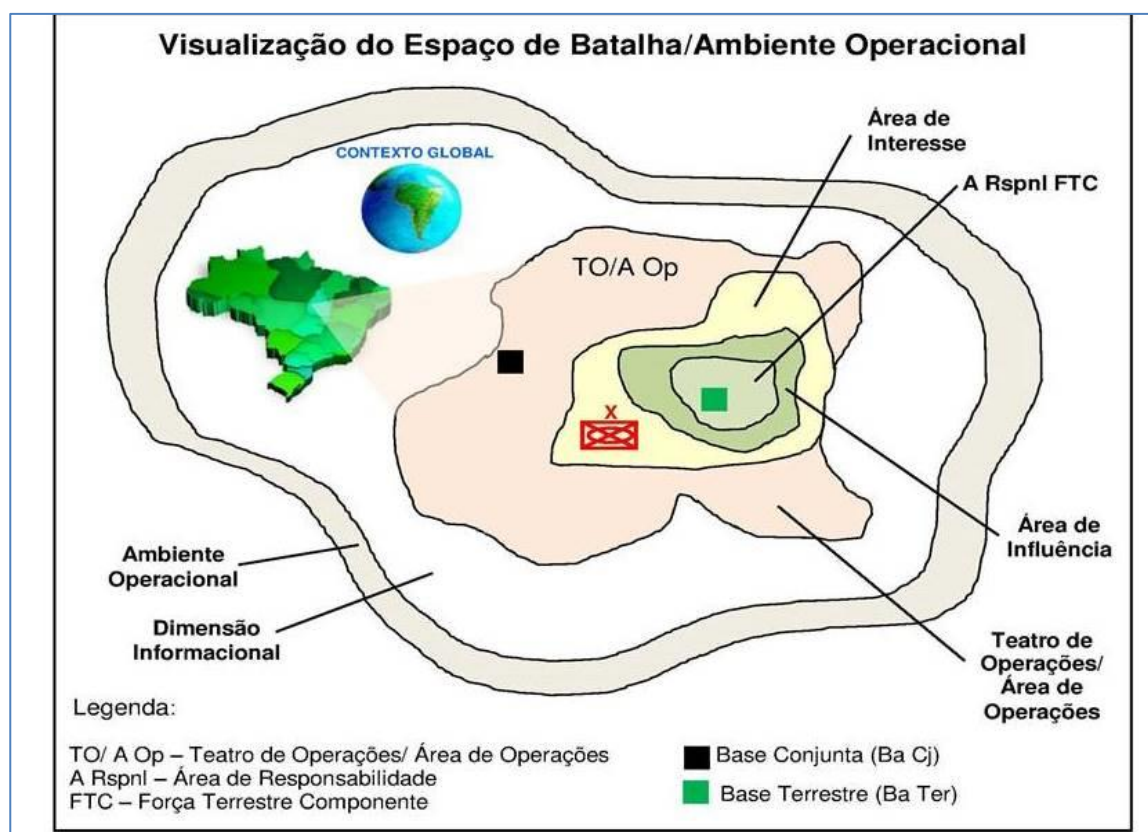 Visualização do Espaço de Batalha/Ambiente Operacional
Área de
Interesse
CONTEXTO GLOBAL
A Rspnl FTC
TO/A Op
X
Ambiente
Operacional
Área de
Influência
Dimensão
Informacional
Teatro de
Operações/
Área de
Operações
Legenda:
TO/ A Op – Teatro de Operações/ Área de Operações
A Rspnl – Área de Responsabilidade
FTC – Força Terrestre Componente
Base Conjunta (Ba Cj)
Base Terrestre (Ba Ter)